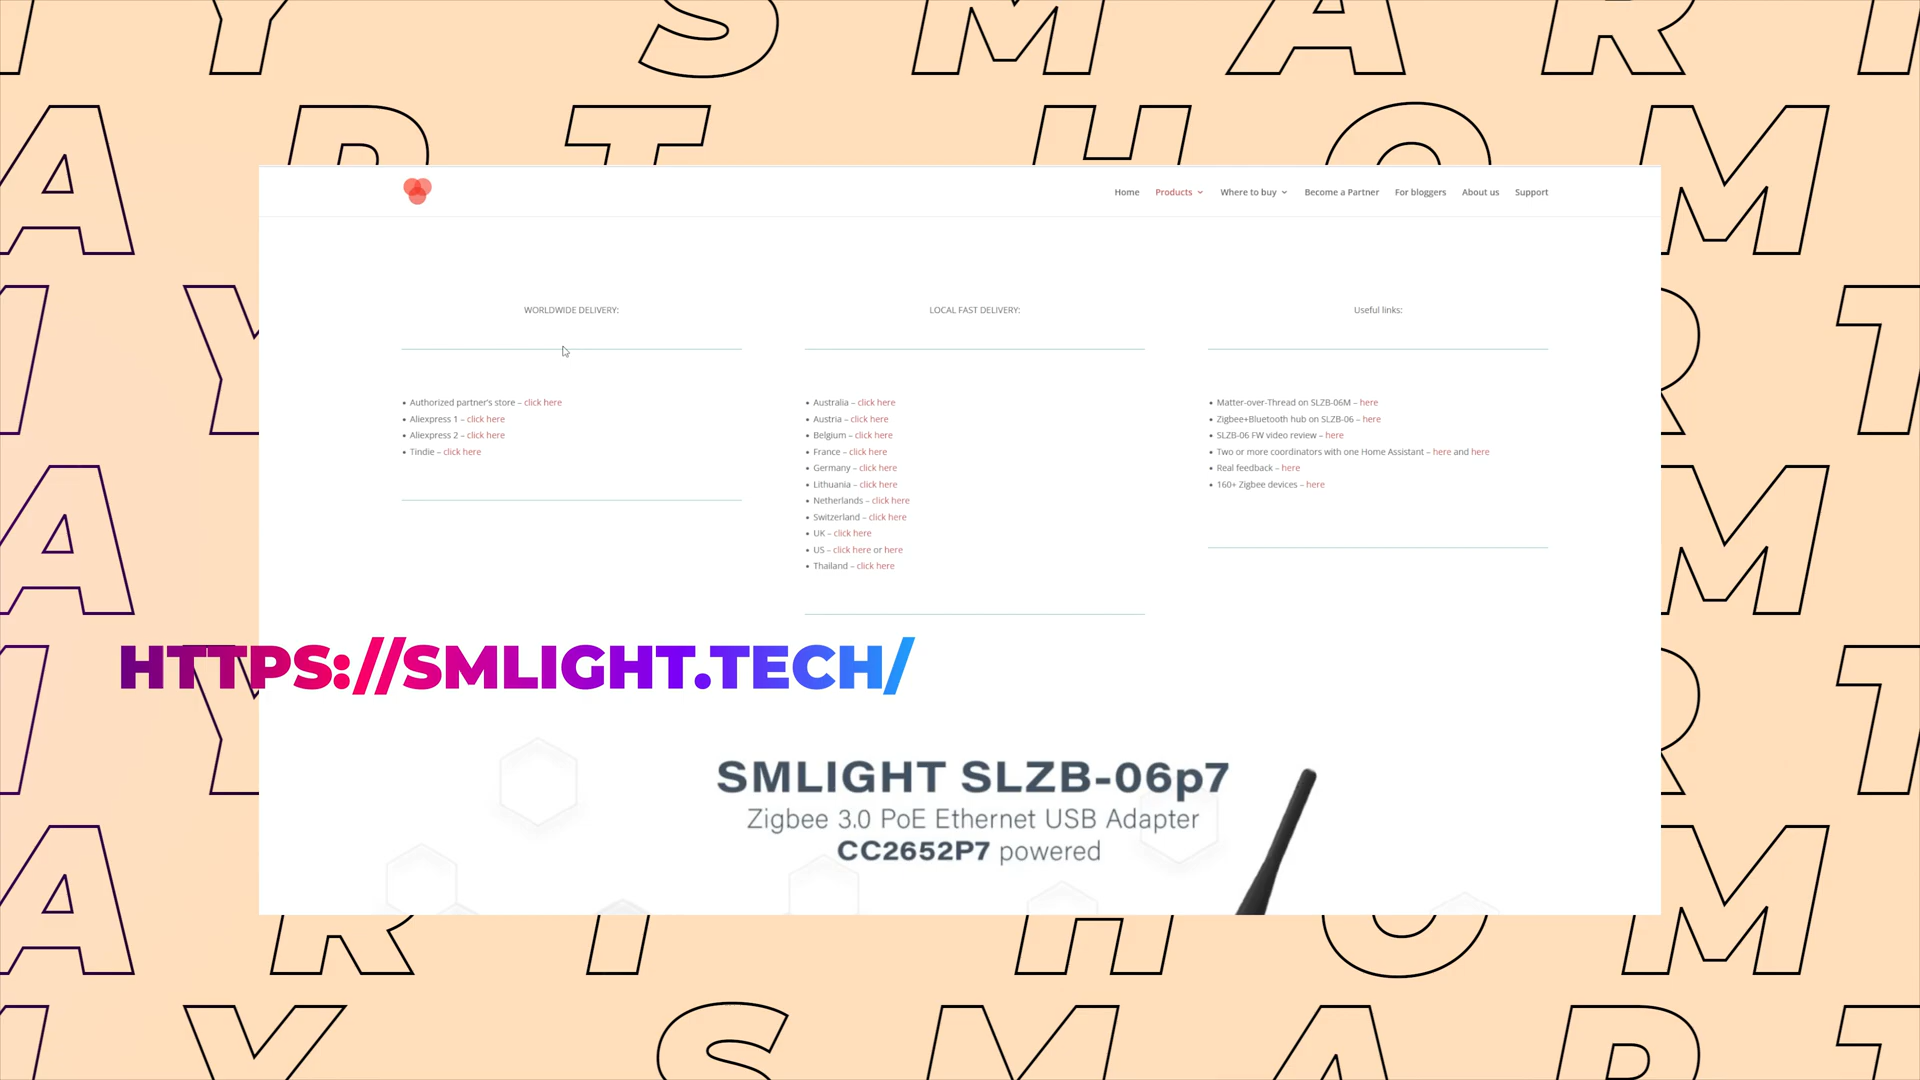 Y SMART
ART HOM
Home Products Where to buy Become a Partner For bloggers About us Support
WORLDWIDE DELIVERY:
• Authorized partner's store – click here
• Aliexpress 1 – click here
• Aliexpress 2 – click here
• Tindie – click here
LOCAL FAST DELIVERY:
• Australia – click here
• Austria – click here
• Belgium – click here
• France – click here
• Germany – click here
• Lithuania – click here
• Netherlands – click here
• Switzerland – click here
• UK – click here
• US – click here or here
• Thailand – click here
Useful links:
• Matter-over-Thread on SLZB-06M – here
• Zigbee+Bluetooth hub on SLZB-06 – here
• SLZB-06 FW video review – here
• Two or more coordinators with one Home Assistant – here and here
• Real feedback – here
• 160+ Zigbee devices – here
HTTPS://SMLIGHT.TECH/
SMLIGHT SLZB-06p7
Zigbee 3.0 PoE Ethernet USB Adapter
CC2652P7 powered
A R T H O M
Y SMART